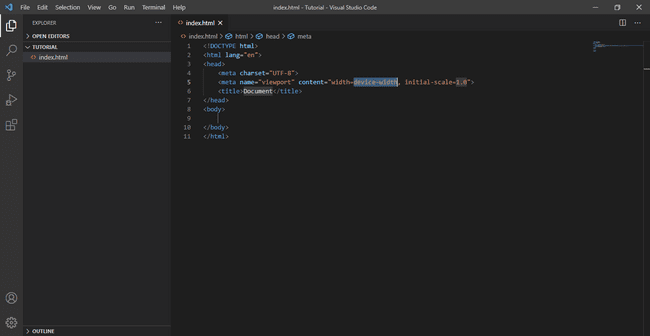 File Edit Selection View Go Run Terminal Help
index.html - Tutorial - Visual Studio Code
EXPLORER
OPEN EDITORS
TUTORIAL
index.html
OUTLINE
index.html
index.html > html > head > meta
1 <!DOCTYPE html>
2 <html lang="en">
3 <head>
4 <meta charset="UTF-8">
5 <meta name="viewport" content="width=device-width, initial-scale=1.0">
6 <title>Document</title>
7 </head>
8 <body>
9
10 </body>
11 </html>